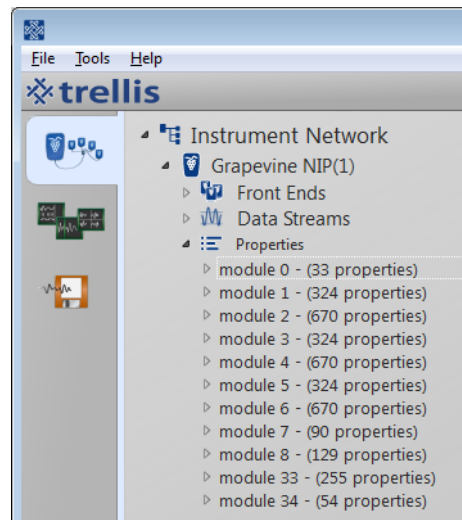 File Tools Help
trellis
Instrument Network
Grapevine NIP(1)
Front Ends
Data Streams
Properties
module 0 - (33 properties)
module 1 - (324 properties)
module 2 - (670 properties)
module 3 - (324 properties)
module 4 - (670 properties)
module 5 - (324 properties)
module 6 - (670 properties)
module 7 - (90 properties)
module 8 - (129 properties)
module 33 - (255 properties)
module 34 - (54 properties)